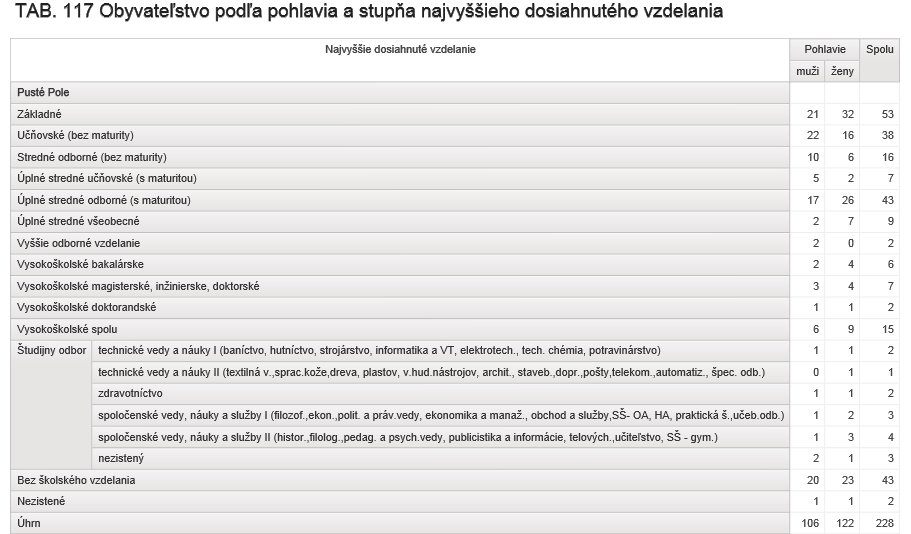 TAB. 117 Obyvateľstvo podľa pohlavia a stupňa najvyššieho dosiahnutého vzdelania
Najvyššie dosiahnuté vzdelanie Pohlavie Spolu
muži ženy
Pusté Pole
Základné 21 32 53
Učňovské (bez maturity) 22 16 38
Stredné odborné (bez maturity) 10 6 16
Úplné stredné učňovské (s maturitou) 5 2 7
Úplné stredné odborné (s maturitou) 17 26 43
Úplné stredné všeobecné 2 7 9
Vyššie odborné vzdelanie 2 0 2
Vysokoškolské bakalárske 2 4 6
Vysokoškolské magisterské, inžinierske, doktorské 3 4 7
Vysokoškolské doktorandské 1 1 2
Vysokoškolské spolu 6 9 15
Študijny odbor technické vedy a náuky I (baníctvo, hutníctvo, strojárstvo, informatika a VT, elektrotech., tech. chémia, potravinárstvo) 1 1 2
technické vedy a náuky II (textilná v.,sprac.kože,dreva, plastov, v.hud.nástrojov, archit., staveb.,dopr.,pošty,telekom.,automatiz., špec. odb.) 0 1 1
zdravotníctvo 1 1 2
spoločenské vedy, náuky a služby I (filozof.,ekon.,polit. a práv.vedy, ekonomika a manaž., obchod a služby,SŠ- OA, HA, praktická š.,učeb.odb.) 1 2 3
spoločenské vedy, náuky a služby II (histor.,filolog.,pedag. a psych.vedy, publicistika a informácie, telových.,učiteľstvo, SŠ - gym.) 1 3 4
nezistený 2 1 3
Bez školského vzdelania 20 23 43
Nezistené 1 1 2
Úhrn 106 122 228